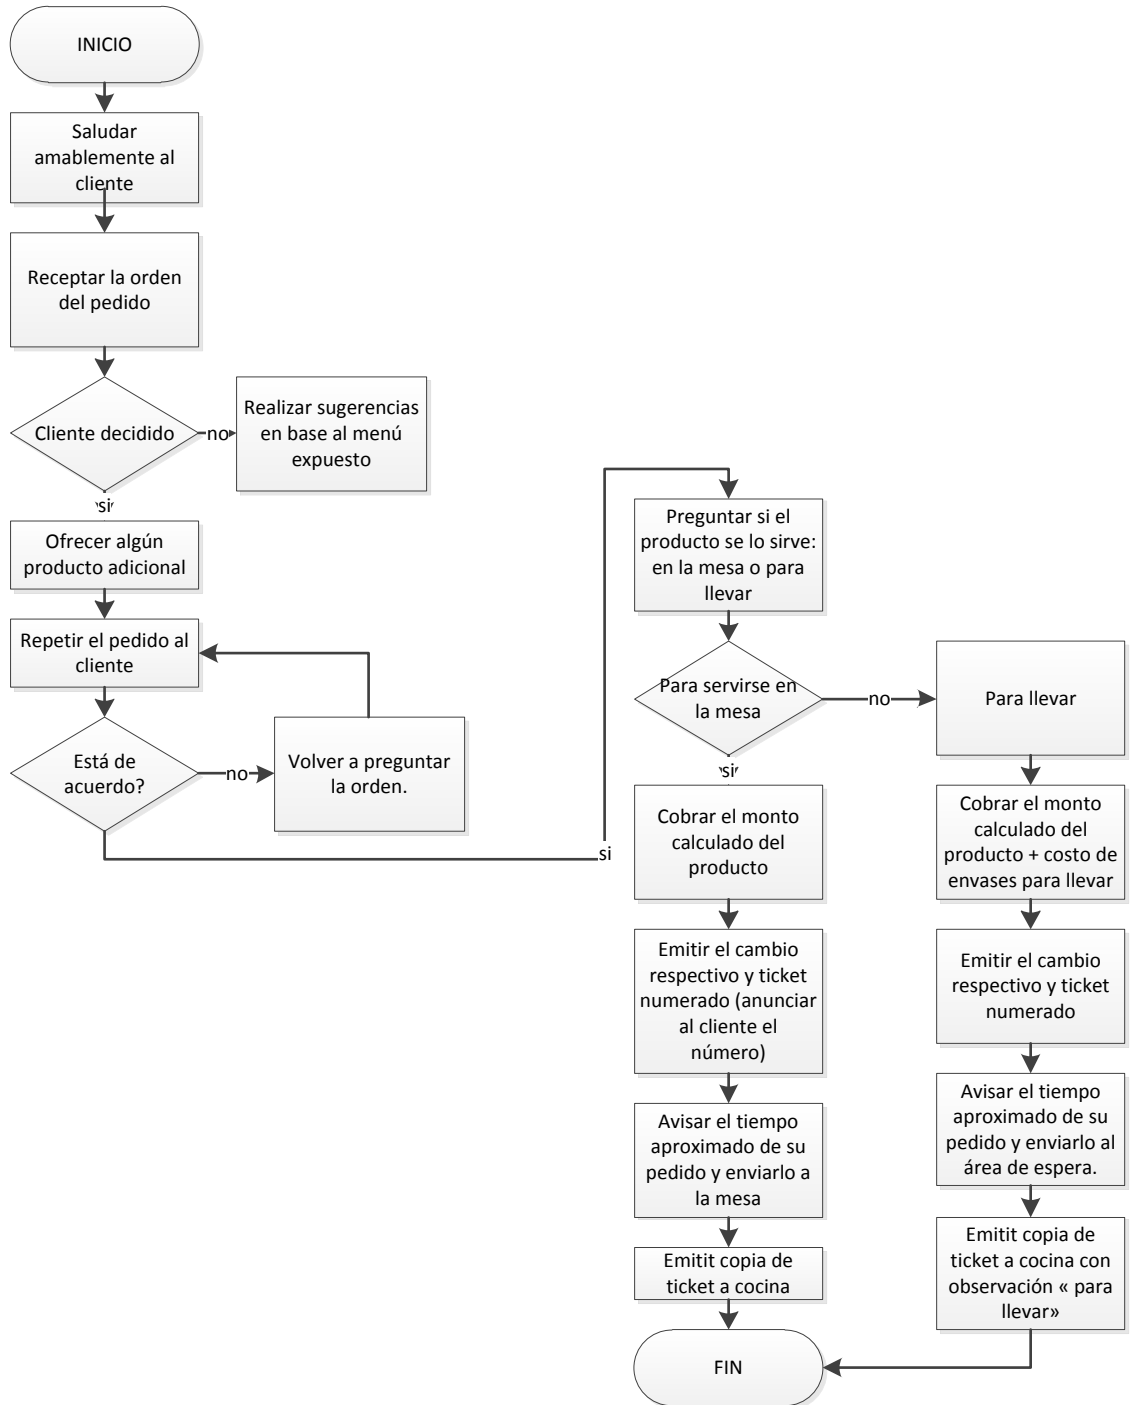 INICIO
Saludar
amablemente al
cliente
Receptar la orden
del pedido
Cliente decidido
no
Realizar sugerencias
en base al menú
expuesto
si
Ofrecer algún
producto adicional
Repetir el pedido al
cliente
Está de
acuerdo?
no
Volver a preguntar
la orden.
si
Preguntar si el
producto se lo sirve:
en la mesa o para
llevar
Para servirse en
la mesa
no
Para llevar
si
Cobrar el monto
calculado del
producto
Emitir el cambio
respectivo y ticket
numerado (anunciar
al cliente el
número)
Avisar el tiempo
aproximado de su
pedido y enviarlo a
la mesa
Emitit copia de
ticket a cocina
Cobrar el monto
calculado del
producto + costo de
envases para llevar
Emitir el cambio
respectivo y ticket
numerado
Avisar el tiempo
aproximado de su
pedido y enviarlo al
área de espera.
Emitit copia de
ticket a cocina con
observación « para
llevar»
FIN